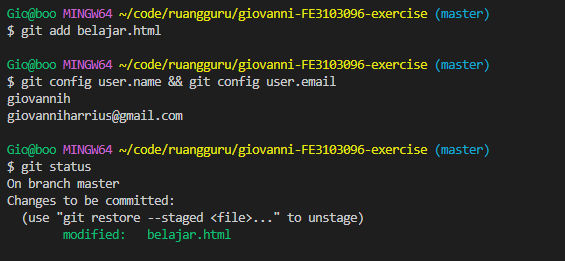 Gio@boo MINGW64 ~/code/ruangguru/giovanni-FE3103096-exercise (master)
$ git add belajar.html
Gio@boo MINGW64 ~/code/ruangguru/giovanni-FE3103096-exercise (master)
$ git config user.name && git config user.email
giovannih
giovanniharrius@gmail.com
Gio@boo MINGW64 ~/code/ruangguru/giovanni-FE3103096-exercise (master)
$ git status
On branch master
Changes to be committed:
  (use "git restore --staged <file>..." to unstage)
        modified:   belajar.html